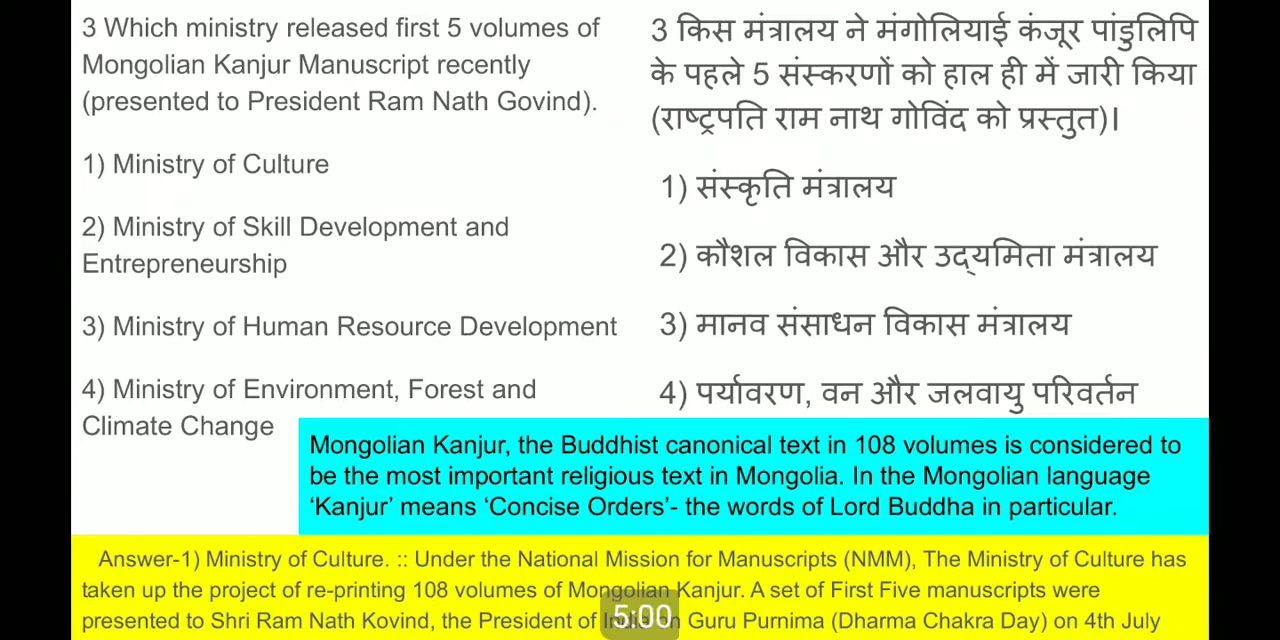 3 Which ministry released first 5 volumes of
Mongolian Kanjur Manuscript recently
(presented to President Ram Nath Govind).
1) Ministry of Culture
2) Ministry of Skill Development and
Entrepreneurship
3) Ministry of Human Resource Development
4) Ministry of Environment, Forest and
Climate Change
3 किस मंत्रालय ने मंगोलियाई कंजूर पांडुलिपि
के पहले 5 संस्करणों को हाल ही में जारी किया
(राष्ट्रपति राम नाथ गोविंद को प्रस्तुत)।
1) संस्कृति मंत्रालय
2) कौशल विकास और उद्यमिता मंत्रालय
3) मानव संसाधन विकास मंत्रालय
4) पर्यावरण, वन और जलवायु परिवर्तन
Mongolian Kanjur, the Buddhist canonical text in 108 volumes is considered to
be the most important religious text in Mongolia. In the Mongolian language
‘Kanjur’ means ‘Concise Orders’- the words of Lord Buddha in particular.
Answer-1) Ministry of Culture. :: Under the National Mission for Manuscripts (NMM), The Ministry of Culture has
taken up the project of re-printing 108 volumes of Mongolian Kanjur. A set of First Five manuscripts were
presented to Shri Ram Nath Kovind, the President of Guru Purnima (Dharma Chakra Day) on 4th July
5:00